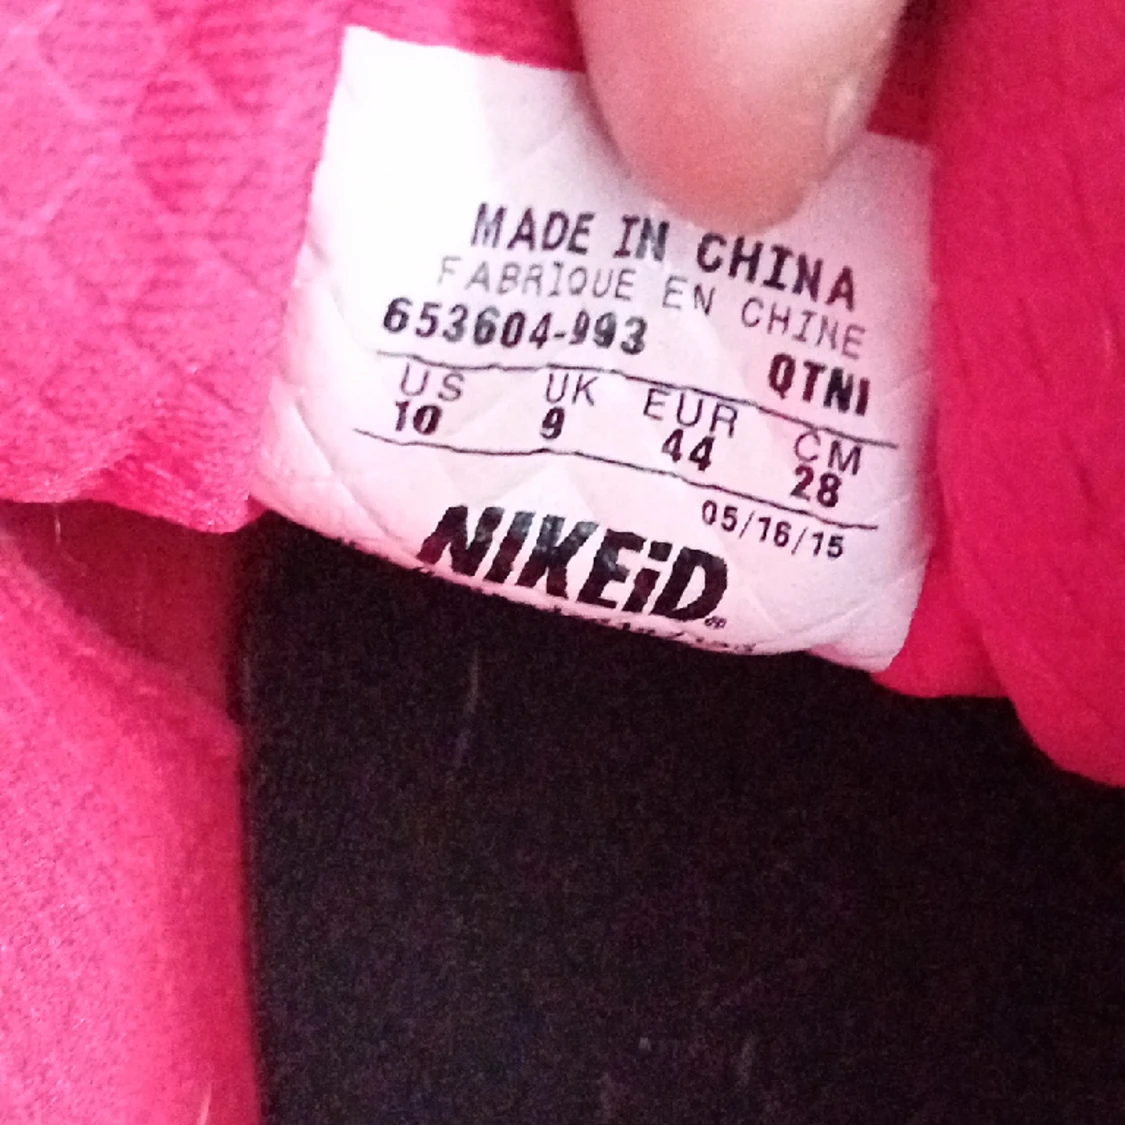 MADE IN CHINA
FABRIQUE EN CHINE
653604-993 QTNI
US UK EUR CM
10 9 44 28
05/16/15
NIKEiD